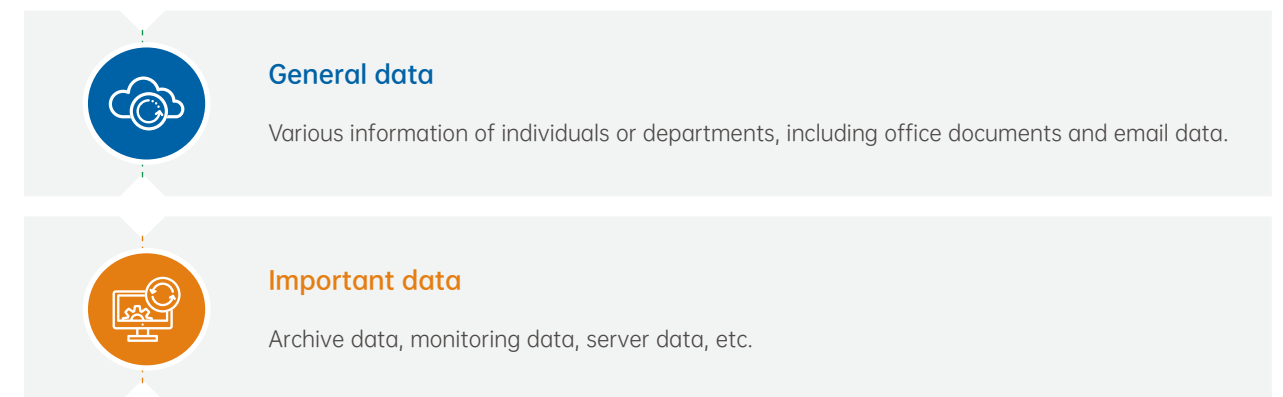 General data
Various information of individuals or departments, including office documents and email data.
Important data
Archive data, monitoring data, server data, etc.